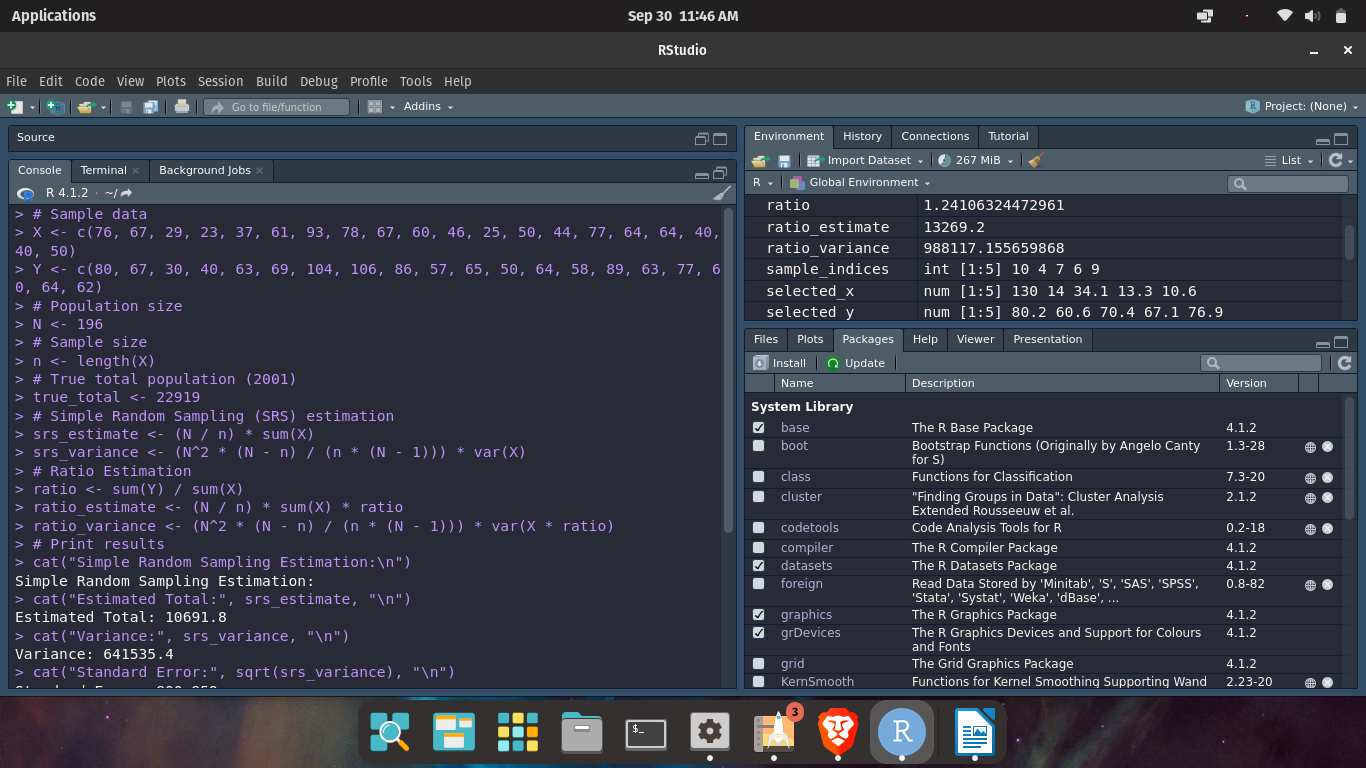 Applications
Sep 30 11:46 AM
RStudio
File Edit Code View Plots Session Build Debug Profile Tools Help
Go to file/function
Addins
Project: (None)
Source
Console Terminal Background Jobs
R 4.1.2 · ~/
> # Sample data
> X <- c(76, 67, 29, 23, 37, 61, 93, 78, 67, 60, 46, 25, 50, 44, 77, 64, 64, 40,
40, 50)
> Y <- c(80, 67, 30, 40, 63, 69, 104, 106, 86, 57, 65, 50, 64, 58, 89, 63, 77, 6
0, 64, 62)
> # Population size
> N <- 196
> # Sample size
> n <- length(X)
> # True total population (2001)
> true_total <- 22919
> # Simple Random Sampling (SRS) estimation
> srs_estimate <- (N / n) * sum(X)
> srs_variance <- (N^2 * (N - n) / (n * (N - 1))) * var(X)
> # Ratio Estimation
> ratio <- sum(Y) / sum(X)
> ratio_estimate <- (N / n) * sum(X) * ratio
> ratio_variance <- (N^2 * (N - n) / (n * (N - 1))) * var(X * ratio)
> # Print results
> cat("Simple Random Sampling Estimation:\n")
Simple Random Sampling Estimation:
> cat("Estimated Total:", srs_estimate, "\n")
Estimated Total: 10691.8
> cat("Variance:", srs_variance, "\n")
Variance: 641535.4
> cat("Standard Error:", sqrt(srs_variance), "\n")
Environment History Connections Tutorial
Import Dataset 267 MiB List
R Global Environment
ratio 1.24106324472961
ratio_estimate 13269.2
ratio_variance 988117.155659868
sample_indices int [1:5] 10 4 7 6 9
selected_x num [1:5] 130 14 34.1 13.3 10.6
selected_y num [1:5] 80.2 60.6 70.4 67.1 76.9
Files Plots Packages Help Viewer Presentation
Install Update
Name Description Version
System Library
base The R Base Package 4.1.2
boot Bootstrap Functions (Originally by Angelo Canty 1.3-28
for S)
class Functions for Classification 7.3-20
cluster "Finding Groups in Data": Cluster Analysis 2.1.2
Extended Rousseeuw et al.
codetools Code Analysis Tools for R 0.2-18
compiler The R Compiler Package 4.1.2
datasets The R Datasets Package 4.1.2
foreign Read Data Stored by 'Minitab', 'S', 'SAS', 'SPSS', 0.8-82
'Stata', 'Systat', 'Weka', 'dBase', ...
graphics The R Graphics Package 4.1.2
grDevices The R Graphics Devices and Support for Colours 4.1.2
and Fonts
grid The Grid Graphics Package 4.1.2
KernSmooth Functions for Kernel Smoothing Supporting Wand 2.23-20
$_
3
R